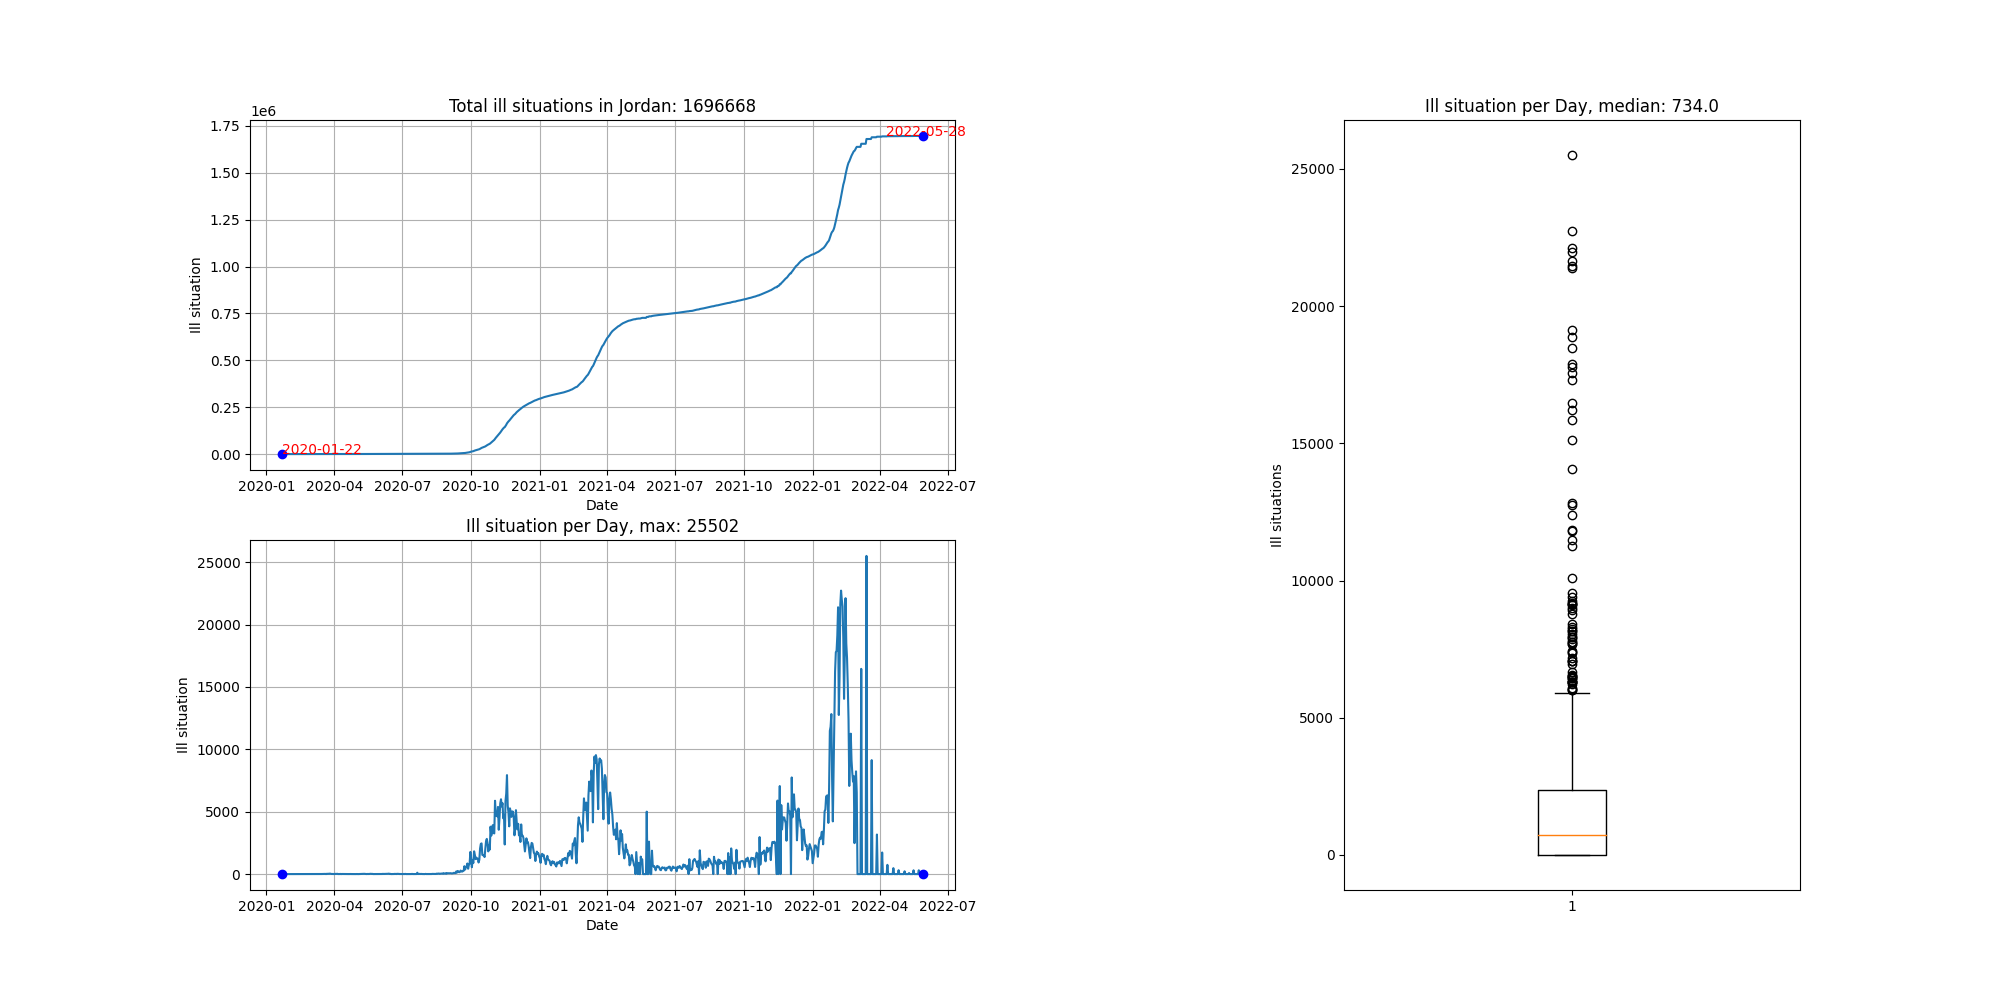 Total ill situations in Jordan: 1696668
1e6
1.75
1.50
1.25
1.00
0.75
0.50
0.25
0.00
Ill situation
2022-05-28
2020-01-22
2020-01 2020-04 2020-07 2020-10 2021-01 2021-04 2021-07 2021-10 2022-01 2022-04 2022-07
Date
Ill situation per Day, max: 25502
25000
20000
15000
10000
5000
0
Ill situation
2020-01 2020-04 2020-07 2020-10 2021-01 2021-04 2021-07 2021-10 2022-01 2022-04 2022-07
Date
Ill situation per Day, median: 734.0
25000
20000
15000
10000
5000
0
Ill situations
1